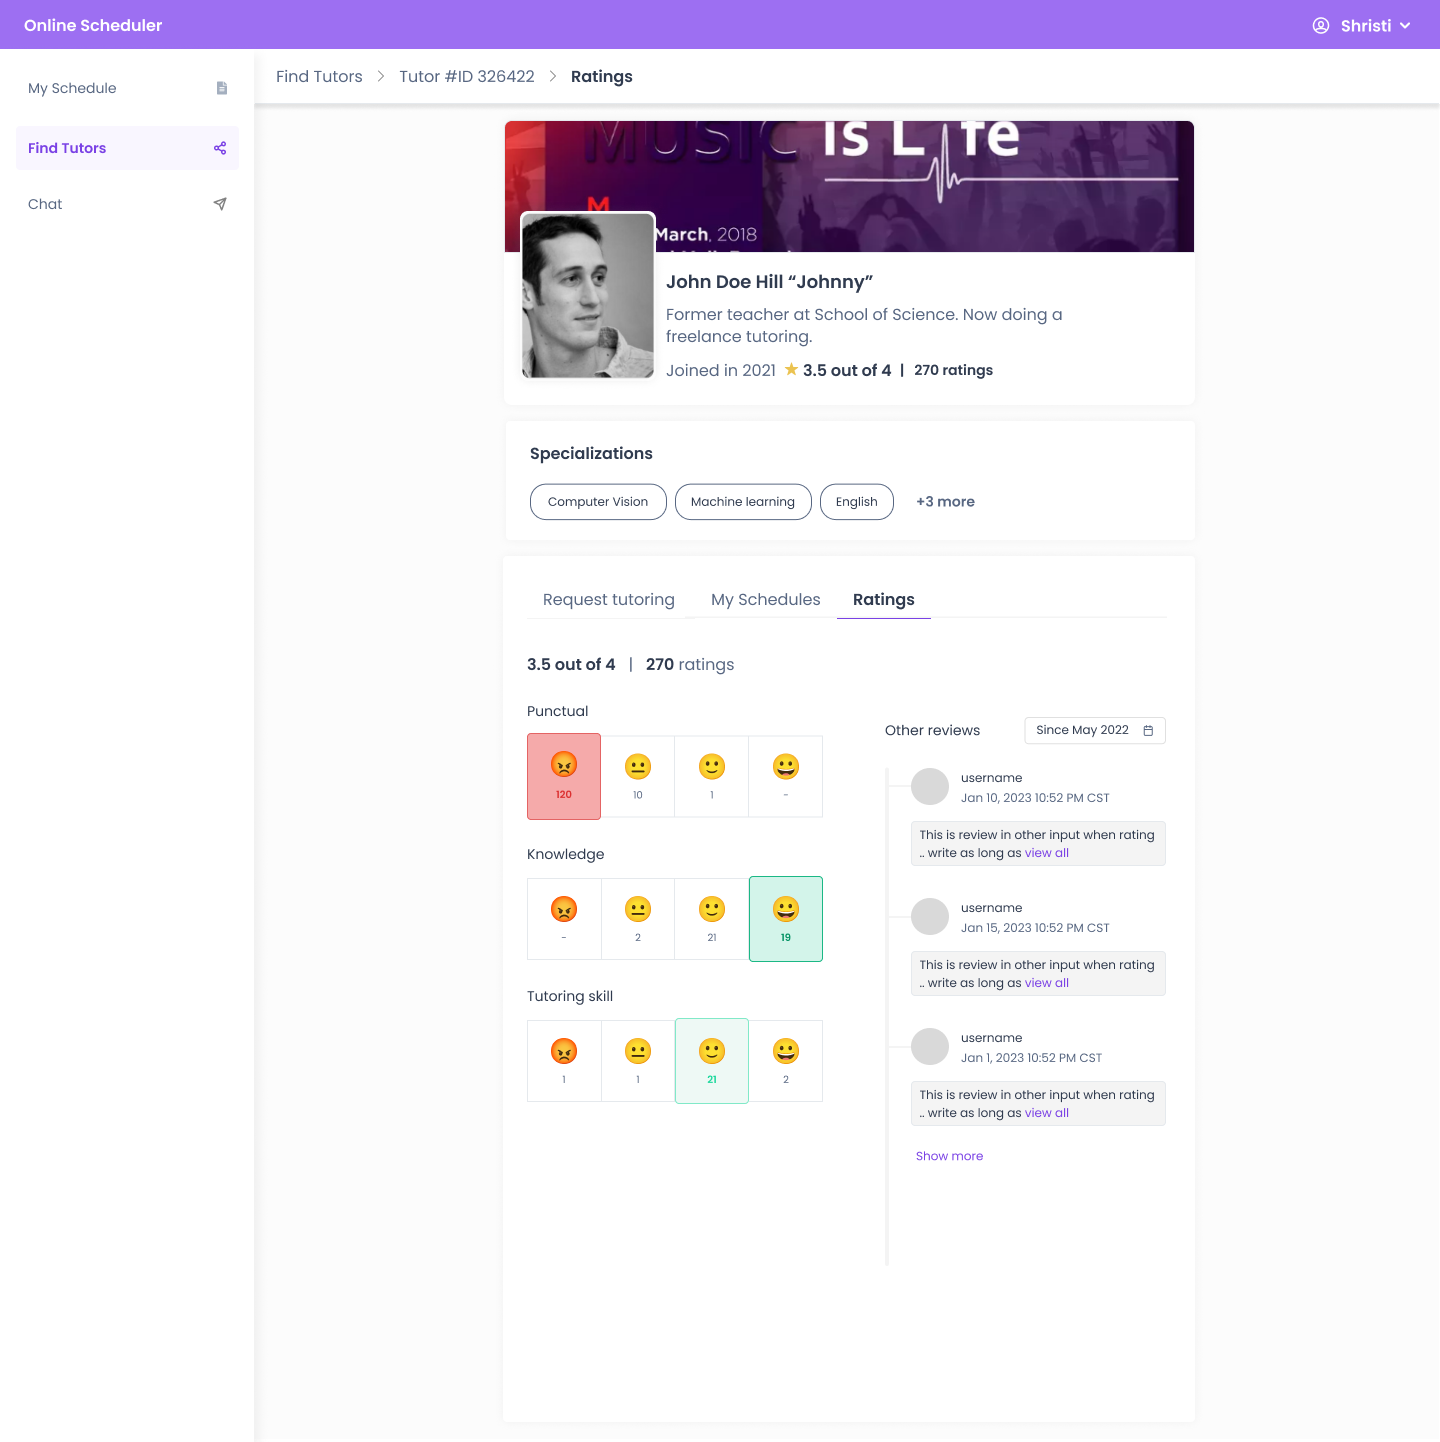 Online Scheduler
Shristi
My Schedule
Find Tutors
Chat
Find Tutors > Tutor #ID 326422 > Ratings
MUSIC is Life
M
March, 2018
John Doe Hill “Johnny”
Former teacher at School of Science. Now doing a
freelance tutoring.
Joined in 2021 3.5 out of 4 | 270 ratings
Specializations
Computer Vision
Machine learning
English
+3 more
Request tutoring
My Schedules
Ratings
3.5 out of 4 | 270 ratings
Punctual
120
10
1
-
Knowledge
-
2
21
19
Tutoring skill
1
1
21
2
Other reviews
Since May 2022
username
Jan 10, 2023 10:52 PM CST
This is review in other input when rating
.. write as long as view all
username
Jan 15, 2023 10:52 PM CST
This is review in other input when rating
.. write as long as view all
username
Jan 1, 2023 10:52 PM CST
This is review in other input when rating
.. write as long as view all
Show more